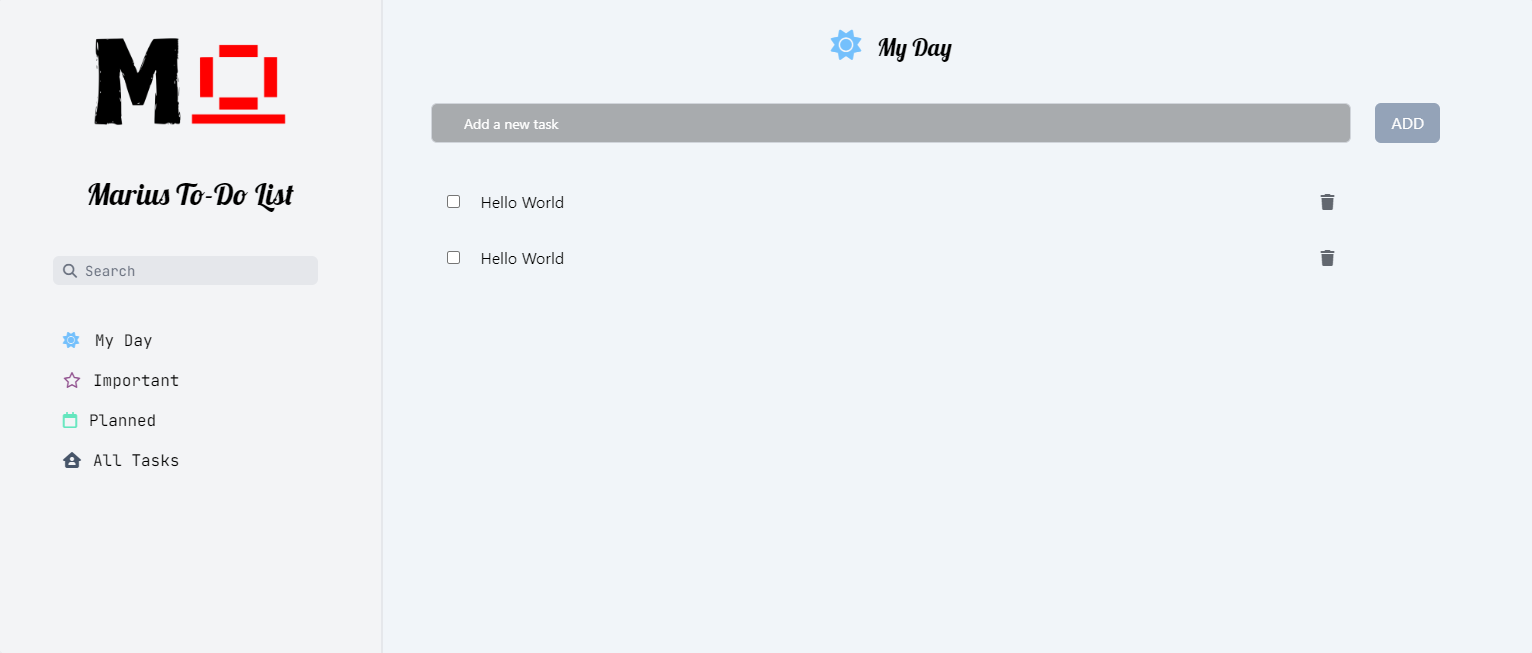 MO
Marius To-Do List
Search
My Day
Important
Planned
All Tasks
My Day
Add a new task
ADD
Hello World
Hello World